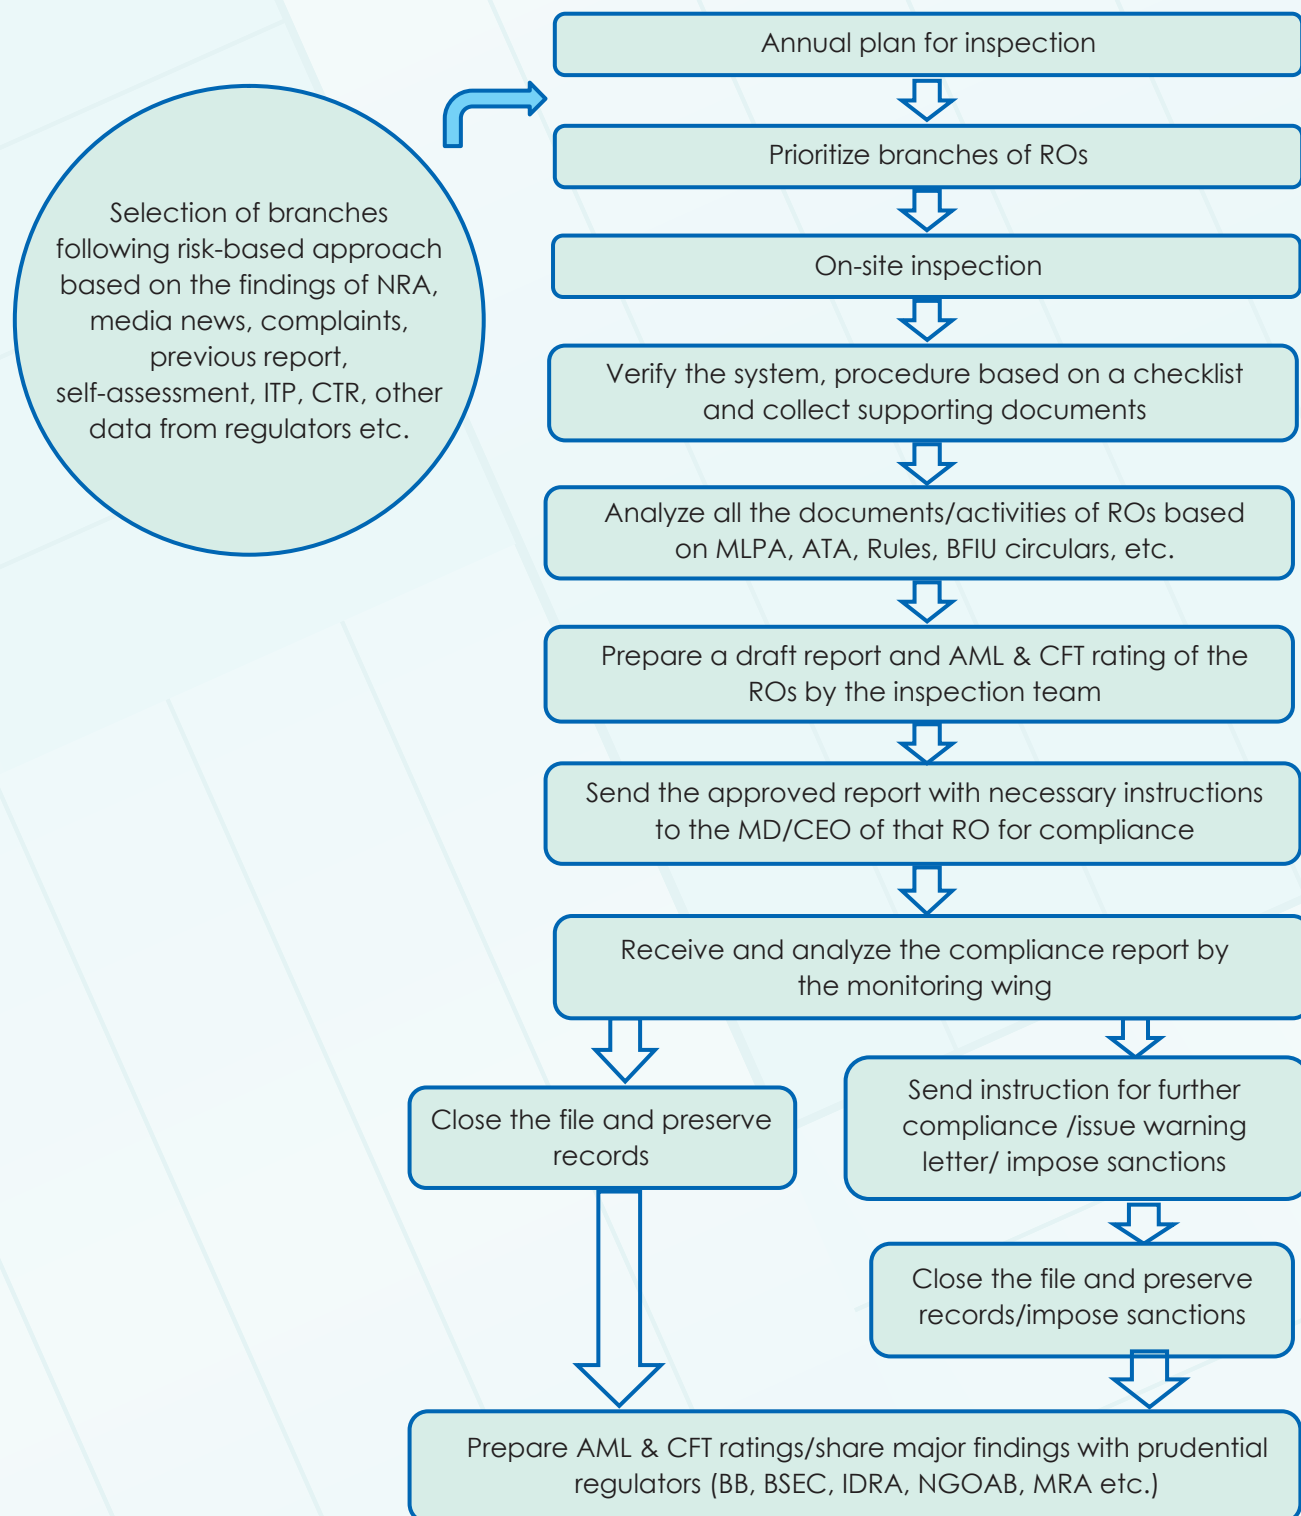 Annual plan for inspection
Selection of branches
following risk-based approach
based on the findings of NRA,
media news, complaints,
previous report,
self-assessment, ITP, CTR, other
data from regulators etc.
Prioritize branches of ROs
On-site inspection
Verify the system, procedure based on a checklist
and collect supporting documents
Analyze all the documents/activities of ROs based
on MLPA, ATA, Rules, BFIU circulars, etc.
Prepare a draft report and AML & CFT rating of the
ROs by the inspection team
Send the approved report with necessary instructions
to the MD/CEO of that RO for compliance
Receive and analyze the compliance report by
the monitoring wing
Close the file and preserve
records
Send instruction for further
compliance /issue warning
letter/ impose sanctions
Close the file and preserve
records/impose sanctions
Prepare AML & CFT ratings/share major findings with prudential
regulators (BB, BSEC, IDRA, NGOAB, MRA etc.)